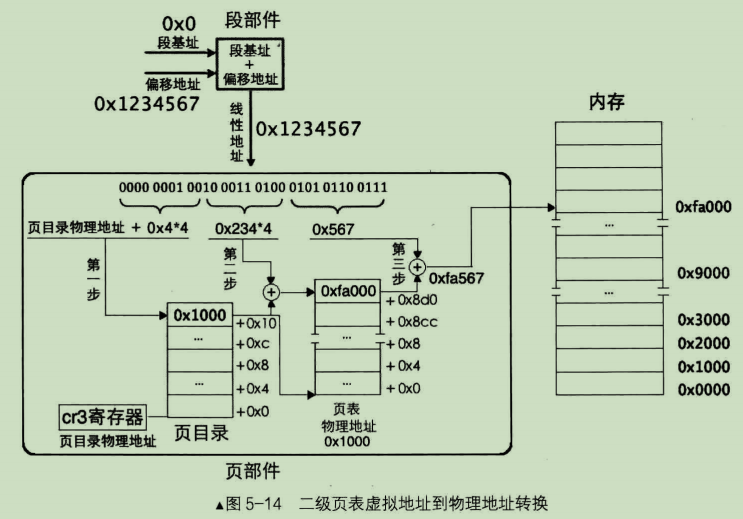 0x0
段部件
段基址
段基址
+
偏移地址
偏移地址
0x1234567
线性地址
0x1234567
内存
0000 0001 0010 0011 0100 0101 0110 0111
页目录物理地址 + 0x4*4
0x234*4
0x567
第一步
第二步
第三步
0xfa567
0x1000
+0x10
...
+0xc
+0x8
...
+0x4
+0x0
cr3寄存器
页目录物理地址
页目录
0xfa000
+0x8d0
+0x8cc
...
+0x8
+0x4
+0x0
页表
物理地址
0x1000
0xfa000
...
0x9000
...
0x3000
0x2000
0x1000
0x0000
页部件
▲图 5-14 二级页表虚拟地址到物理地址转换